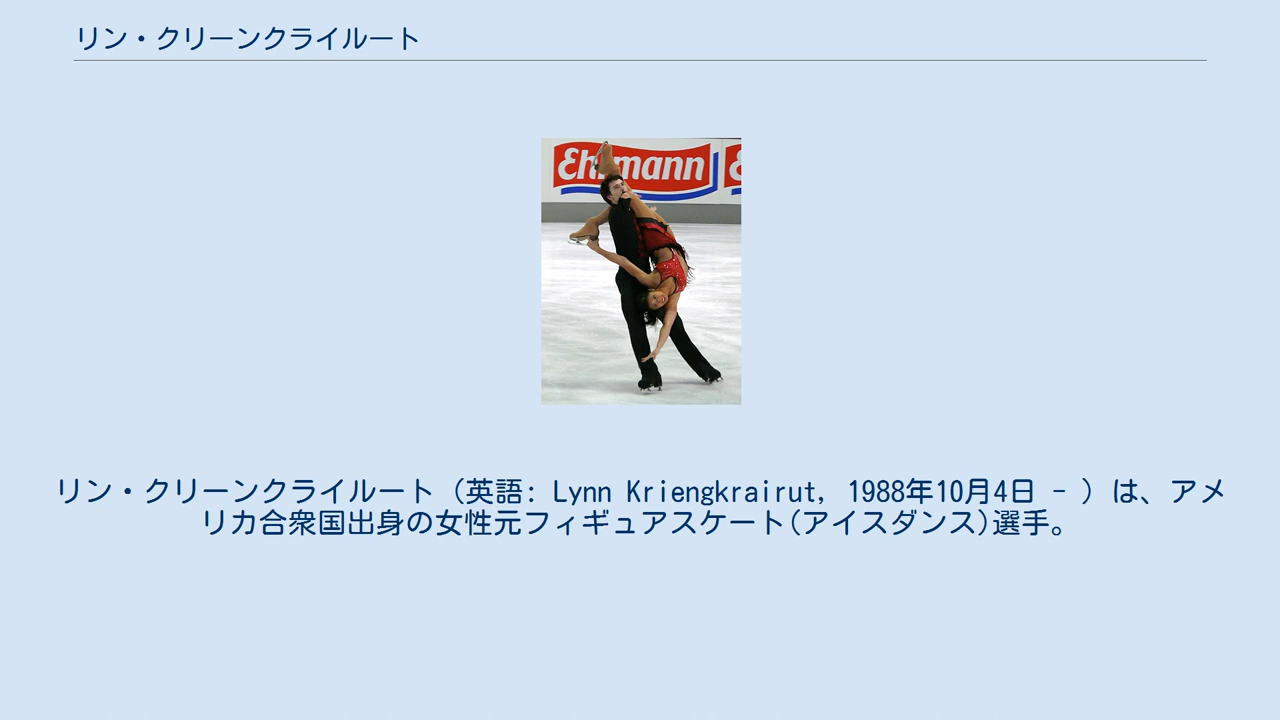 リン・クリーンクライルート
Ehrmann
リン・クリーンクライルート（英語: Lynn Kriengkrairut, 1988年10月4日 - ）は、アメ
リカ合衆国出身の女性元フィギュアスケート(アイスダンス)選手。